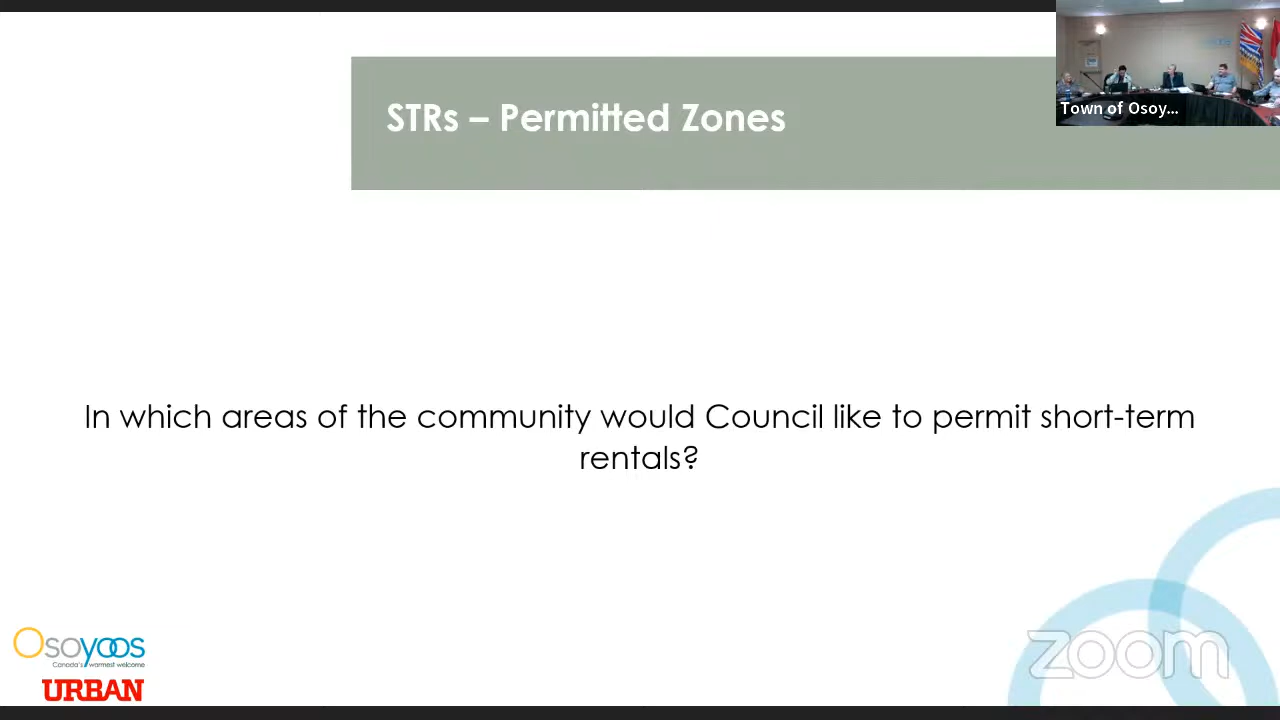 STRs – Permitted Zones
Town of Osoy...
In which areas of the community would Council like to permit short-term
rentals?
Osoyoos
Canada's warmest welcome
URBAN
zoom